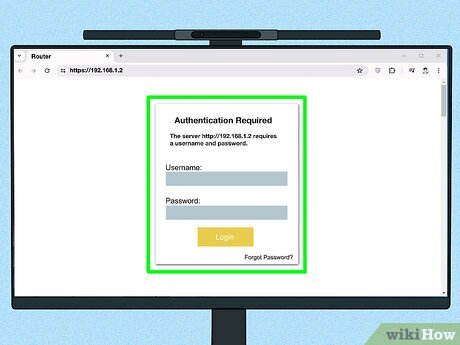 Router
https://192.168.1.2
Authentication Required
The server http://192.168.1.2 requires
a username and password.
Username:
Password:
Login
Forgot Password?
wikiHow